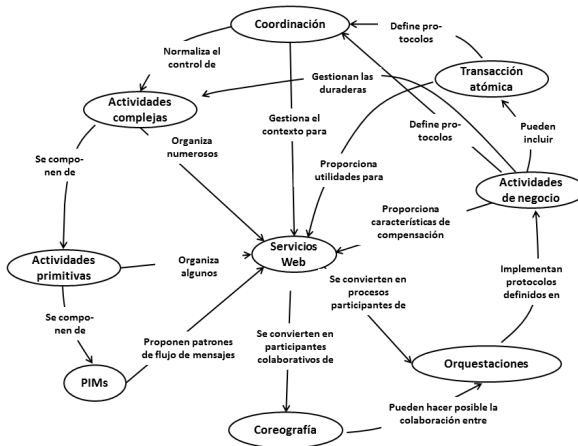 Coordinación
Define pro-
tocolos
Normaliza el
control de
Gestionan las
duraderas
Transacción
atómica
Actividades
complejas
Gestiona el
contexto para
Define pro-
tocolos
Pueden
incluir
Organiza
numerosos
Se compo-
nen de
Proporciona
utilidades para
Actividades
de negocio
Proporciona
características de
compensación
Servicios
Web
Actividades
primitivas
Organiza
algunos
Implementan
protocolos
definidos en
Se convierten en
procesos
participantes de
Se compo-
nen de
Proponen patrones
de flujo de mensajes
Se convierten en
participantes
colaborativos de
Orquestaciones
PIMs
Pueden hacer posible la
colaboración entre
Coreografía